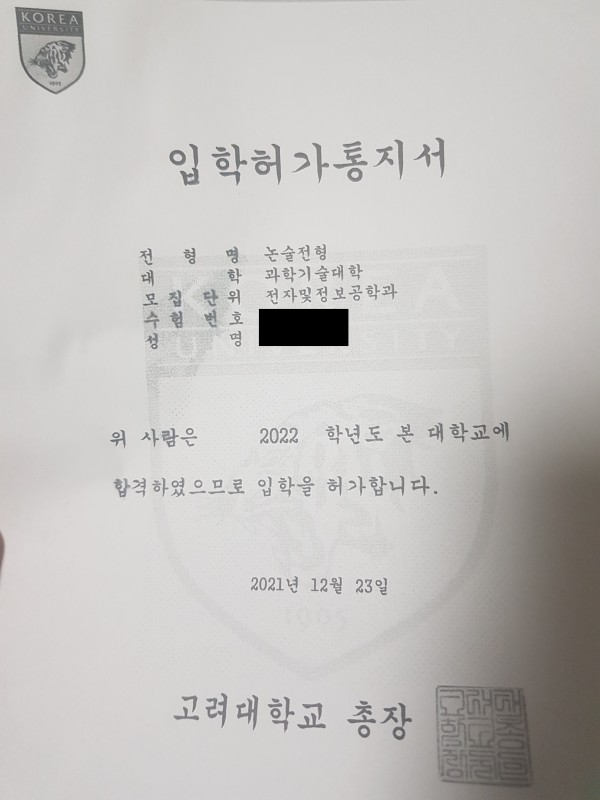 KOREA
UNIVERSITY
1905
입학허가통지서
전 형 명 논술전형
대 학 과학기술대학
모 집 단 위 전자및정보공학과
수 험 번 호
성 명
위 사람은 2022 학년도 본 대학교에
합격하였으므로 입학을 허가합니다.
2021년 12월 23일
1905
고려대학교 총장